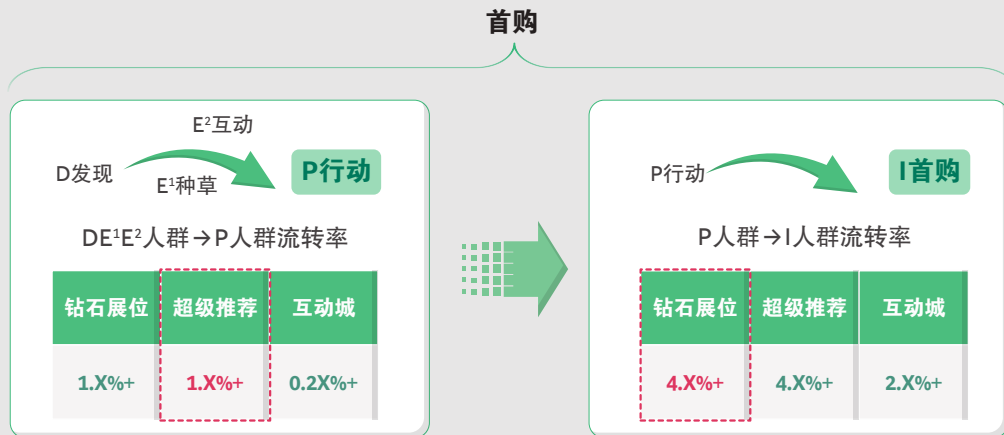 首购
E²互动
D发现
P行动
E¹种草
DE¹E²人群→P人群流转率
钻石展位 超级推荐 互动城
1.X%+ 1.X%+ 0.2X%+
P行动
I首购
P人群→I人群流转率
钻石展位 超级推荐 互动城
4.X%+ 4.X%+ 2.X%+